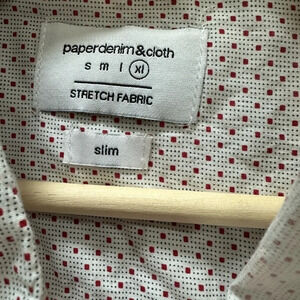 paperdenim&cloth
s m l xl
STRETCH FABRIC
slim